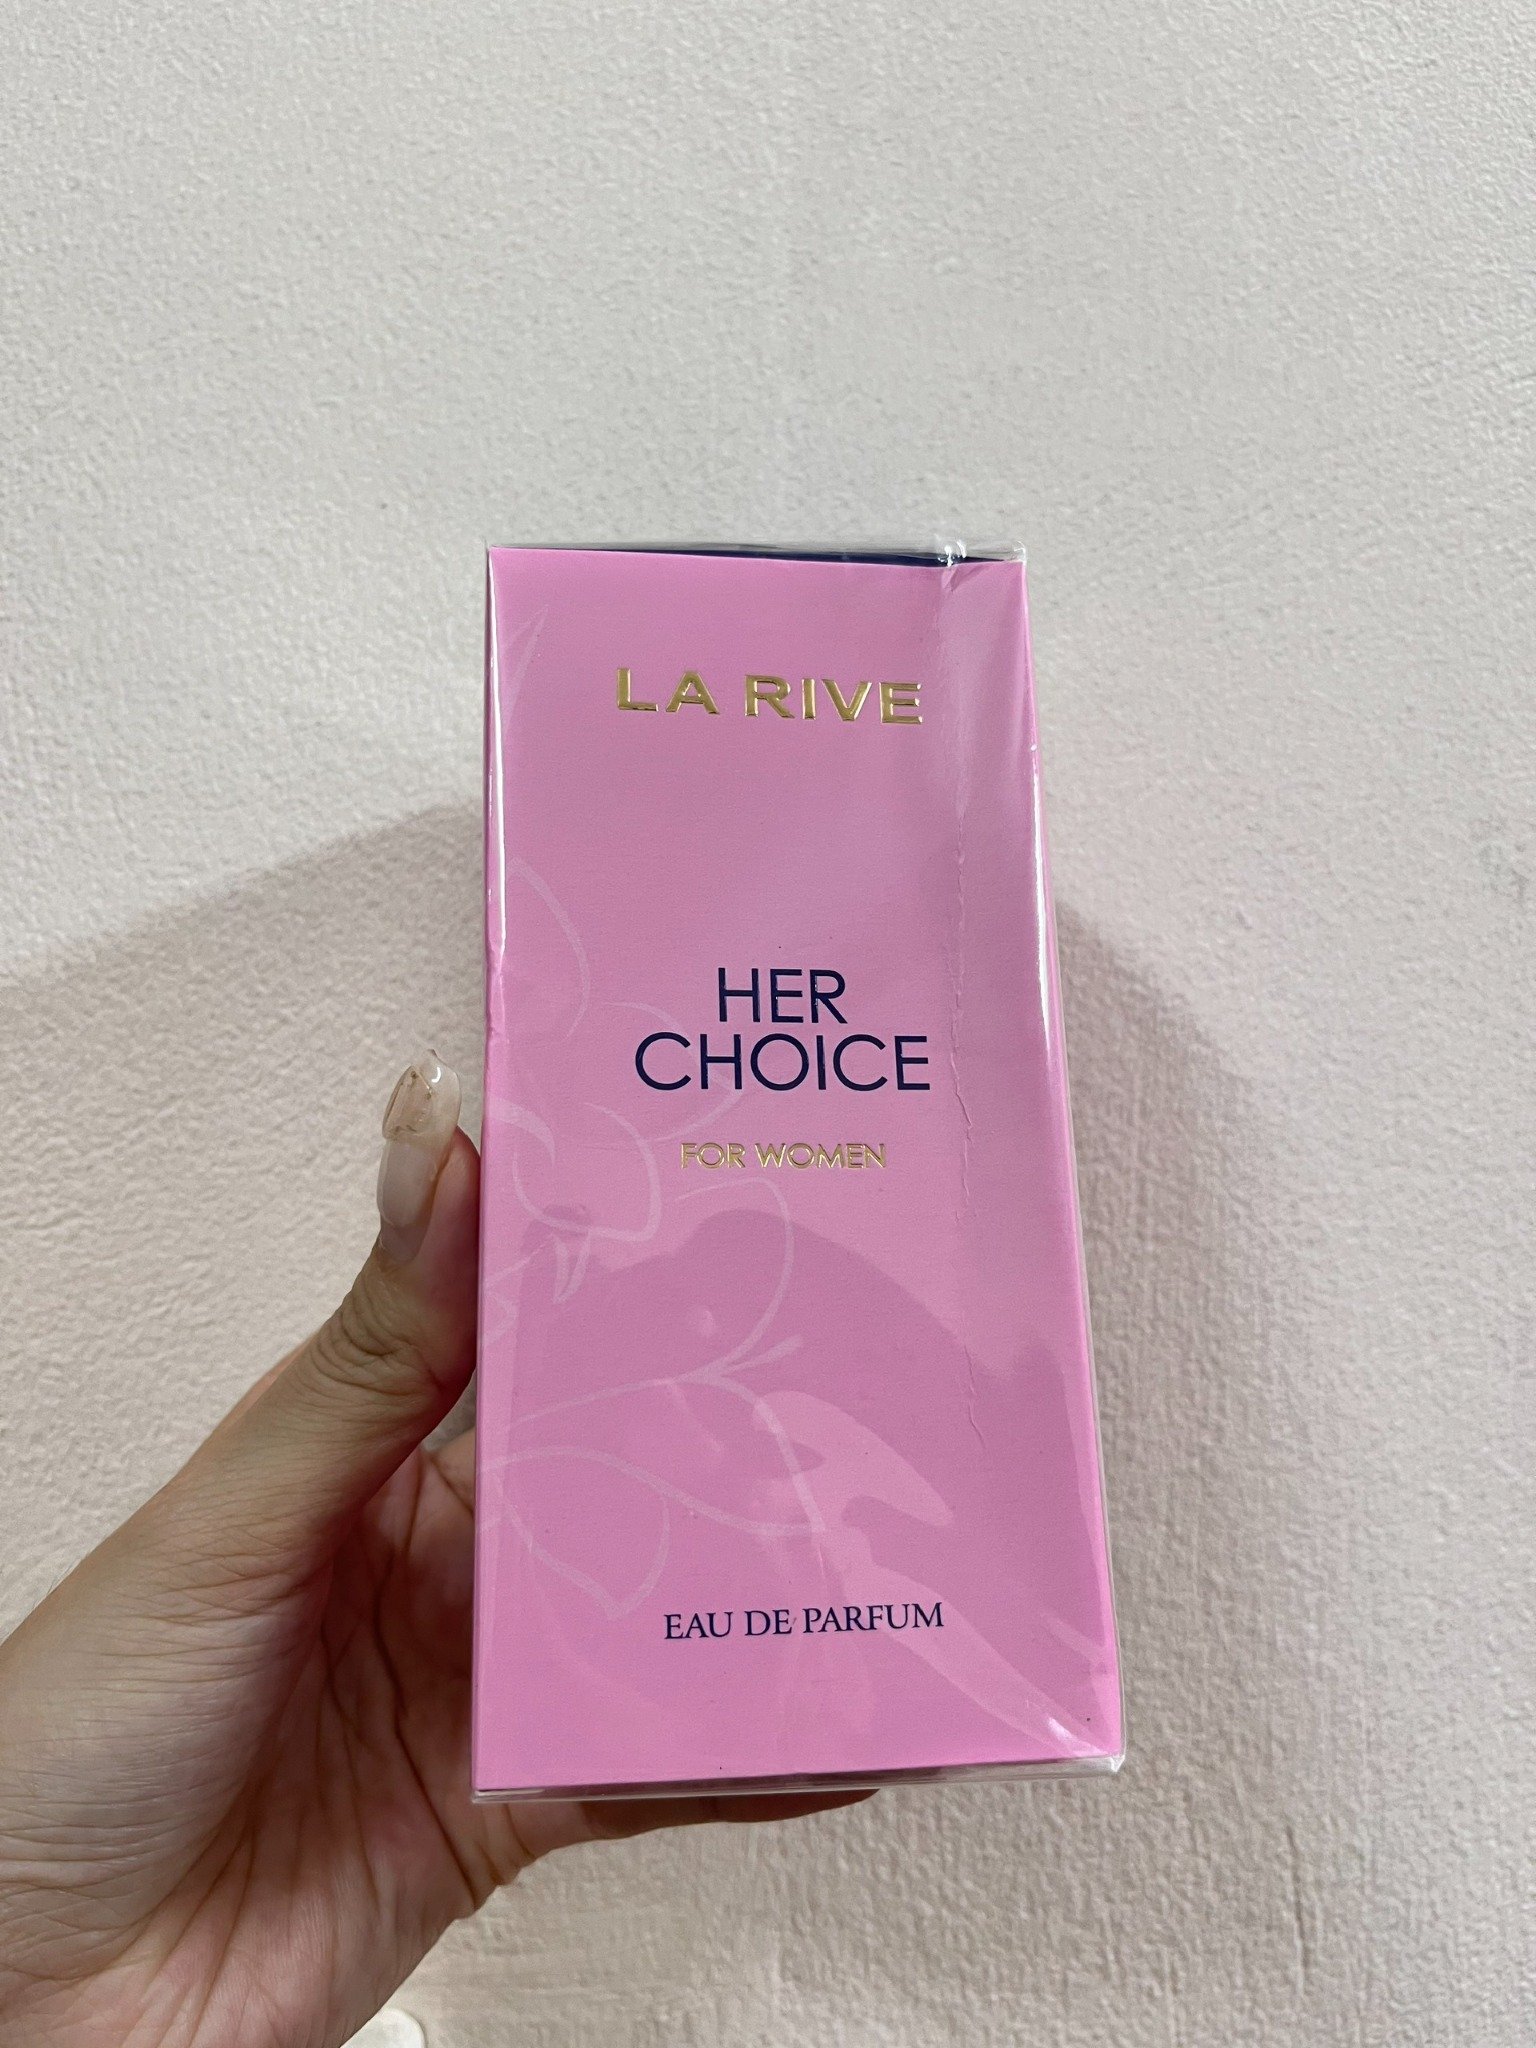 LA RIVE
HER
CHOICE
FOR WOMEN
EAU DE PARFUM